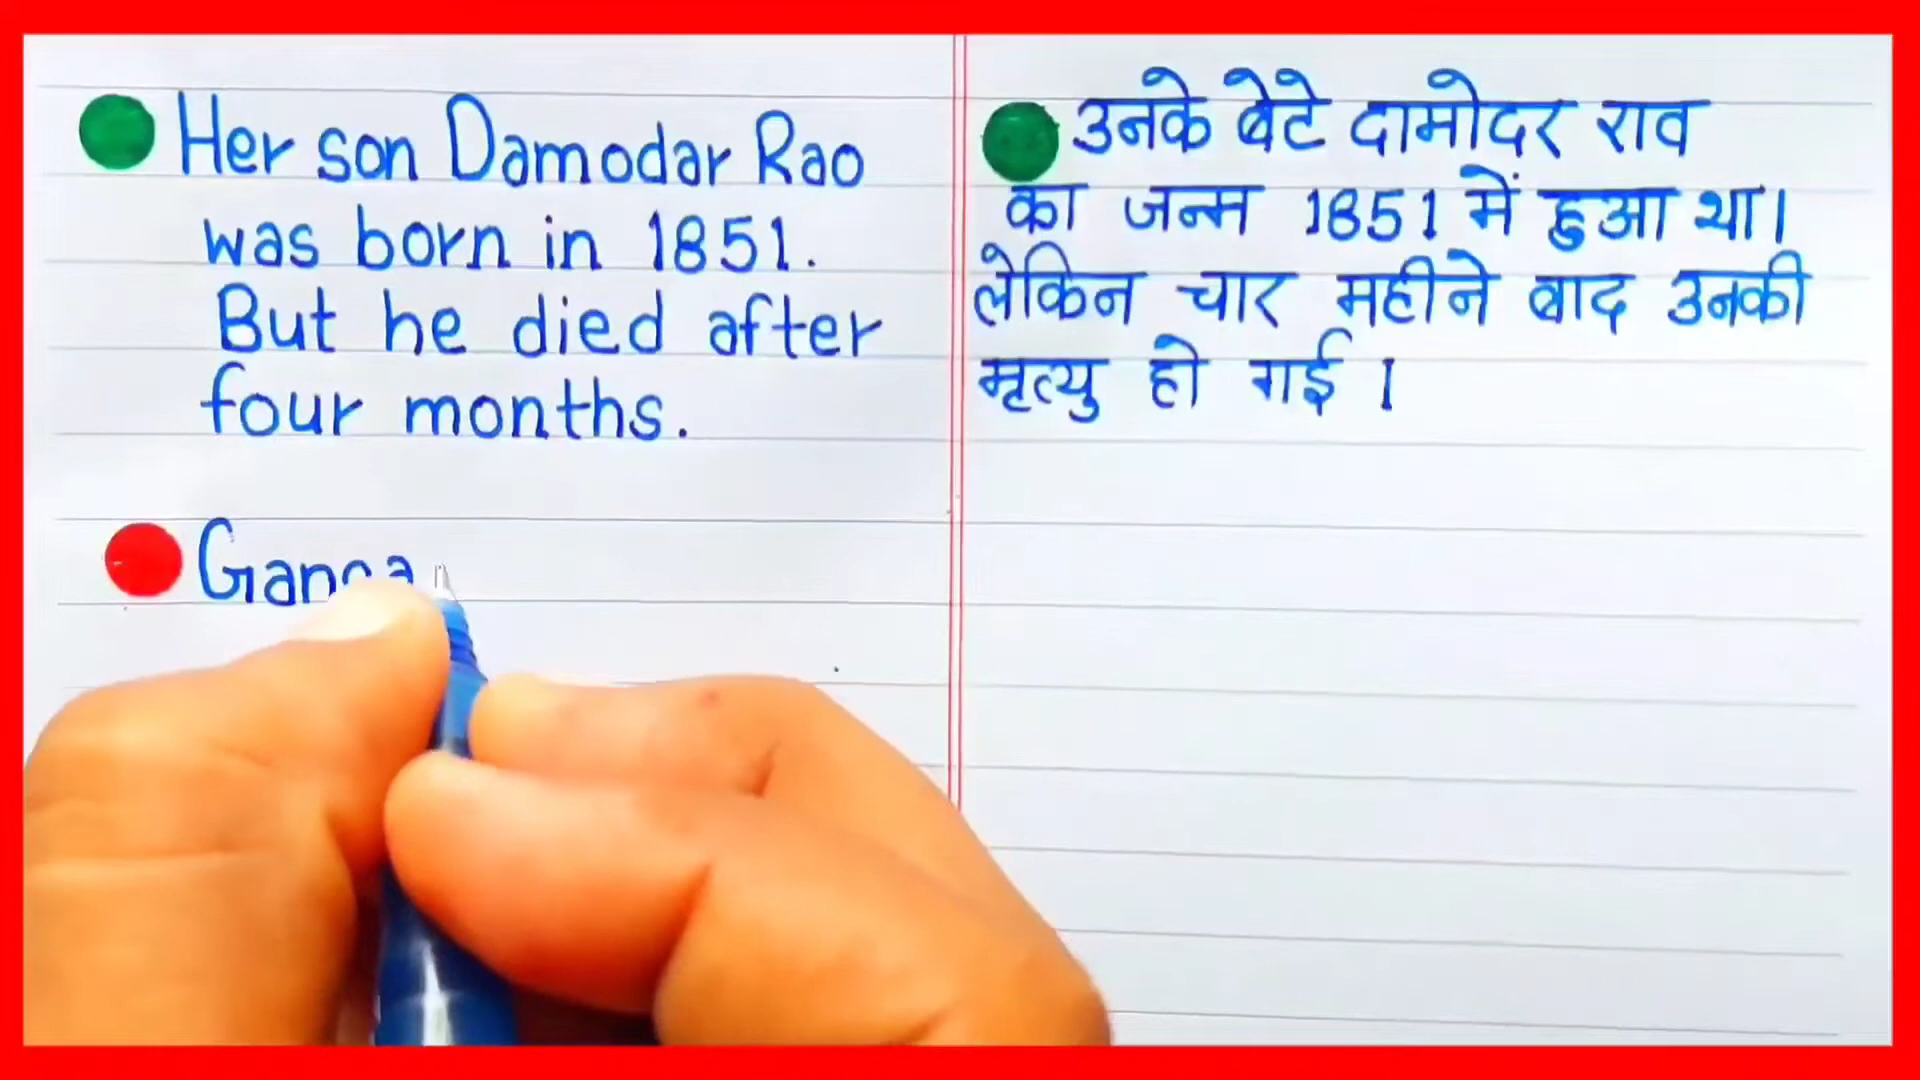 Her son Damodar Rao
was born in 1851.
But he died after
four months.
उनके बेटे दामोदर राव
का जन्म 1851 में हुआ था।
लेकिन चार महीने बाद उनकी
मृत्यु हो गई।